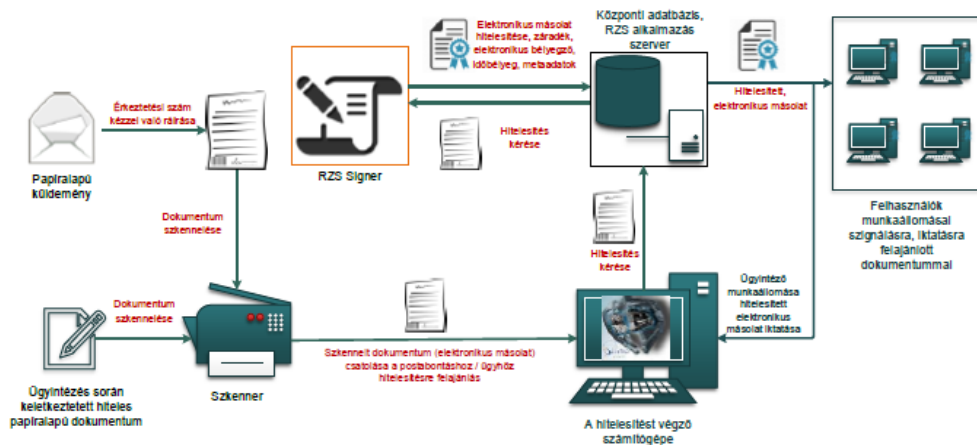 Elektronikus másolat
hitelesítése, záradék,
elektronikus bélyegző,
időbélyeg, metaadatok
Központi adatbázis,
RZS alkalmazás
szerver
Érkeztetési szám
kézzel való ráírása
Hitelesített,
elektronikus másolat
Hitelesítés
kérése
Papíralapú
küldemény
RZS Signer
Dokumentum
szkennelése
Felhasználók
munkaállomásai
szignálásra, iktatásra
felajánlott
dokumentummal
Hitelesítés
kérése
Ügyintéző
munkaállomása
hitelesített
elektronikus
másolat iktatása
Dokumentum
szkennelése
Szkennelt dokumentum (elektronikus másolat)
csatolása a postabontáshoz / ügyhöz
hitelesítésre felajánlás
Szkenner
Ügyintézés során
keletkeztetett hiteles
papíralapú dokumentum
A hitelesítést végző
számítógépe